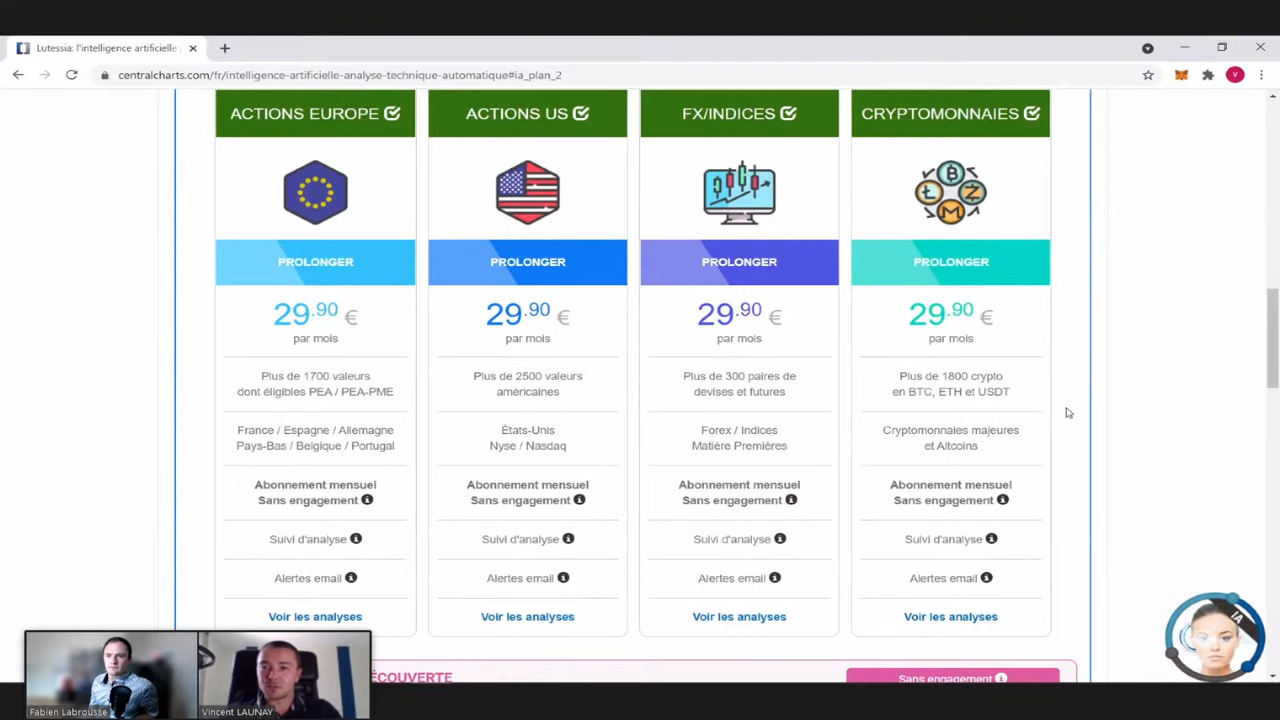 Lutessia: l'intelligence artificielle
centralcharts.com/fr/intelligence-artificielle-analyse-technique-automatique#ia_plan_2
V
ACTIONS EUROPE
ACTIONS US
FX/INDICES
CRYPTOMONNAIES
PROLONGER
PROLONGER
PROLONGER
PROLONGER
29.90 €
29.90 €
29.90 €
29.90 €
par mois
par mois
par mois
par mois
Plus de 1700 valeurs
dont éligibles PEA / PEA-PME
Plus de 2500 valeurs
américaines
Plus de 300 paires de
devises et futures
Plus de 1800 crypto
en BTC, ETH et USDT
France / Espagne / Allemagne
Pays-Bas / Belgique / Portugal
États-Unis
Nyse / Nasdaq
Forex / Indices
Matière Premières
Cryptomonnaies majeures
et Altcoins
Abonnement mensuel
Sans engagement
Abonnement mensuel
Sans engagement
Abonnement mensuel
Sans engagement
Abonnement mensuel
Sans engagement
Suivi d'analyse
Suivi d'analyse
Suivi d'analyse
Suivi d'analyse
Alertes email
Alertes email
Alertes email
Alertes email
Voir les analyses
Voir les analyses
Voir les analyses
Voir les analyses
ÉCOUVERTE
Sans engagement
IA
Fabien Labrousse
Vincent LAUNAY